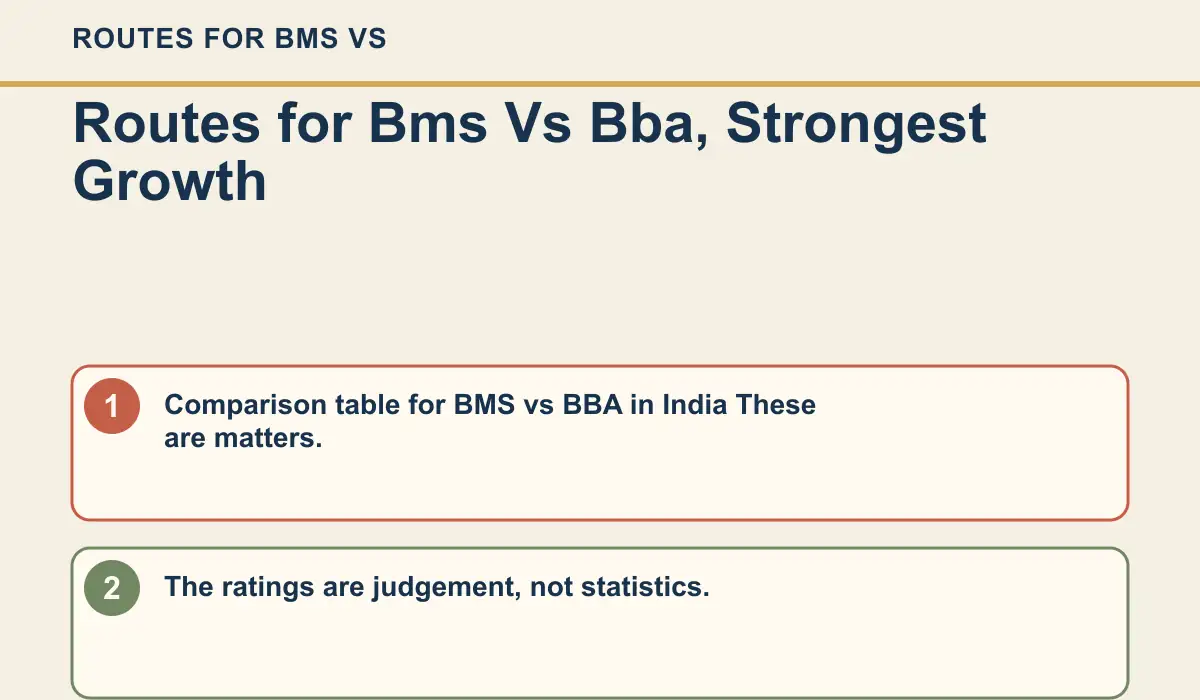 ROUTES FOR BMS VS
Routes for Bms Vs Bba, Strongest
Growth
1
Comparison table for BMS vs BBA in India These
are matters.
2
The ratings are judgement, not statistics.